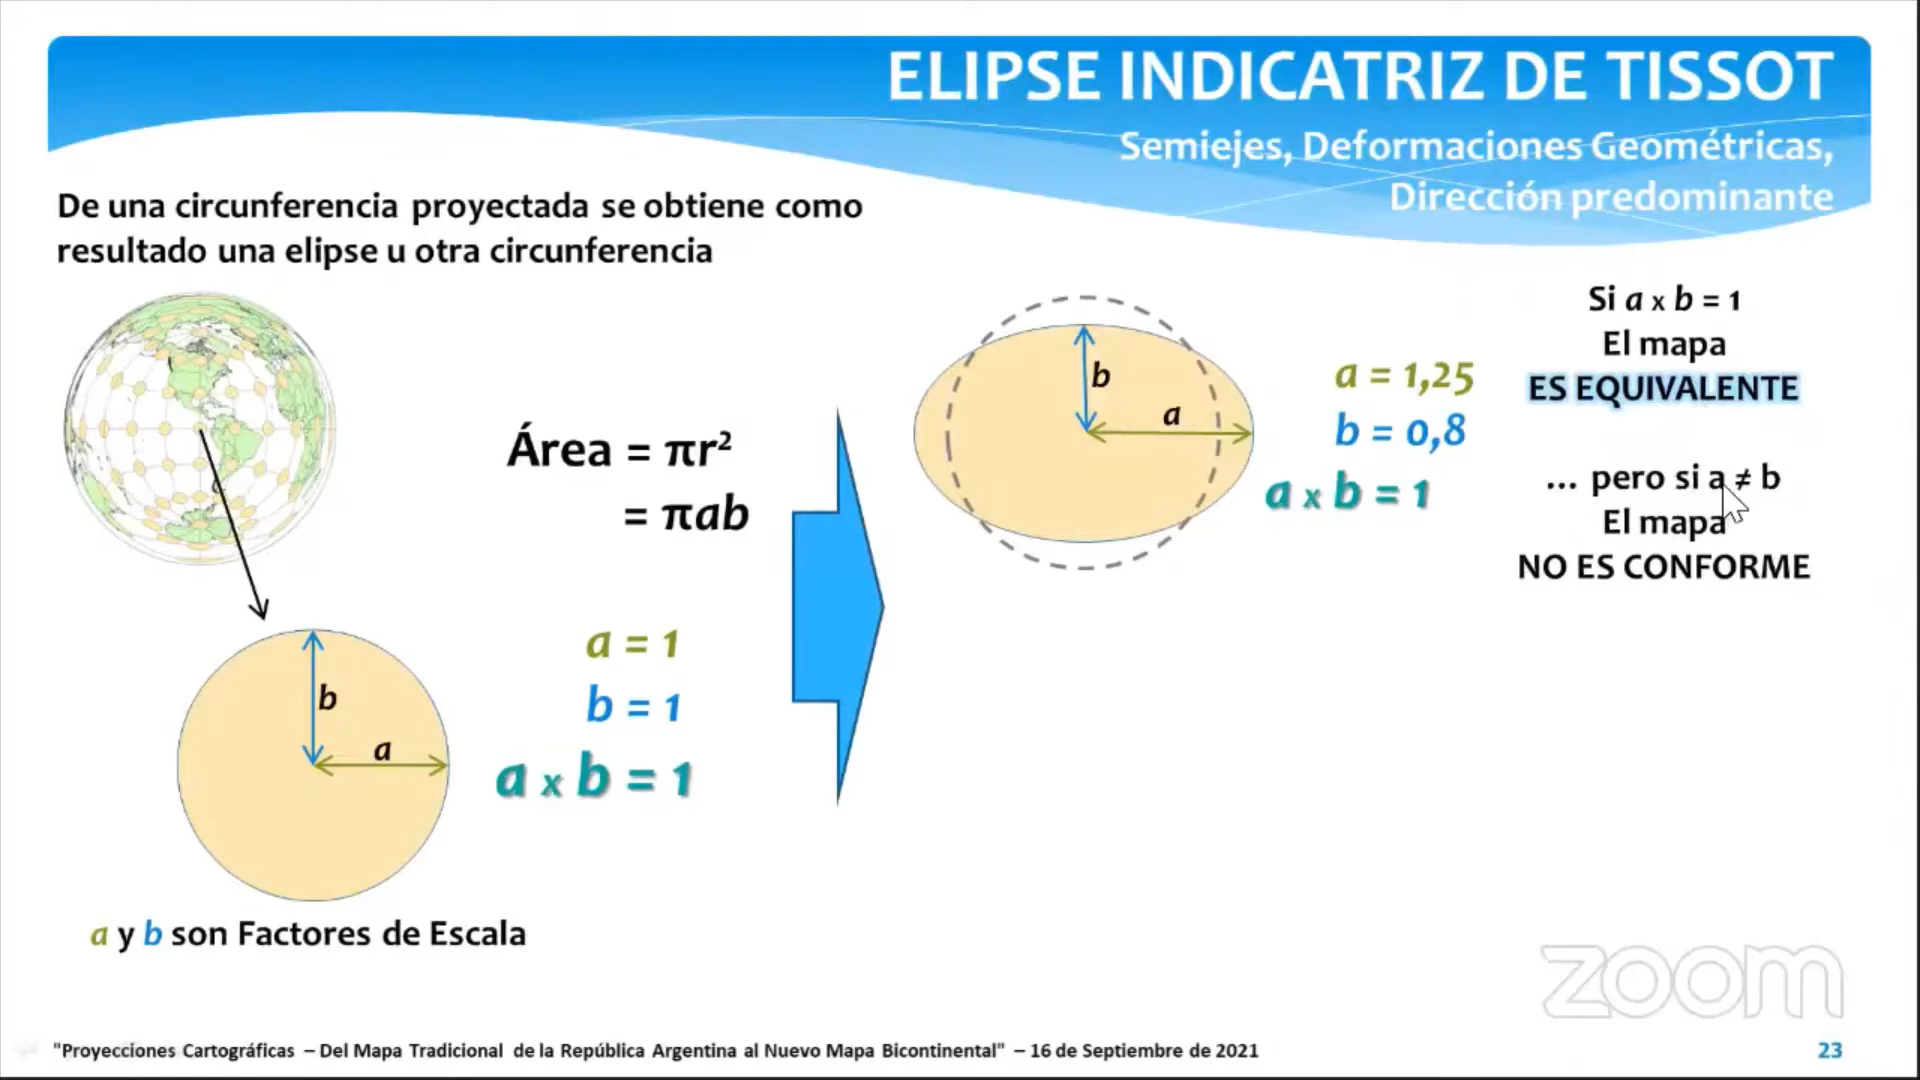 ELIPSE INDICATRIZ DE TISSOT
Semiejes, Deformaciones Geométricas,
Dirección predominante
De una circunferencia proyectada se obtiene como
resultado una elipse u otra circunferencia
Área = πr²
= πab
b
a
a = 1
b = 1
a x b = 1
a y b son Factores de Escala
b
a
a = 1,25
b = 0,8
a x b = 1
Si a x b = 1
El mapa
ES EQUIVALENTE
... pero si a ≠ b
El mapa
NO ES CONFORME
zoom
"Proyecciones Cartográficas – Del Mapa Tradicional de la República Argentina al Nuevo Mapa Bicontinental" – 16 de Septiembre de 2021
23